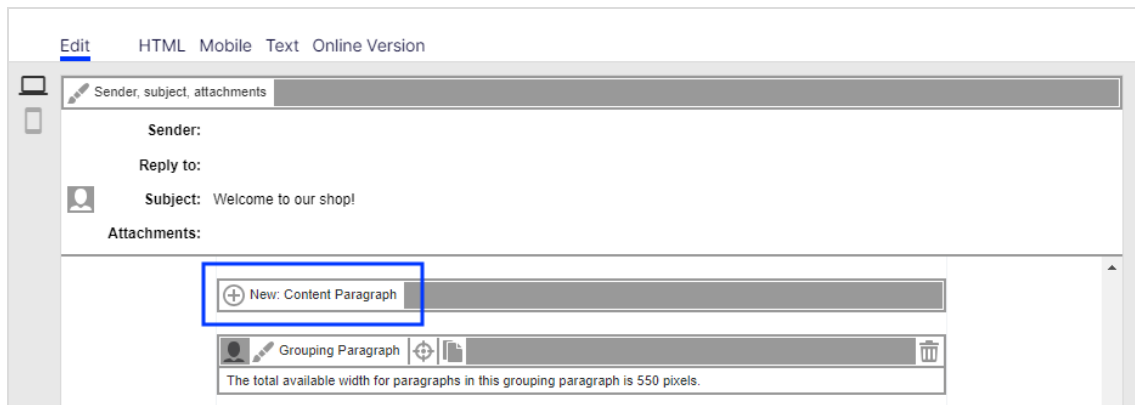 Edit HTML Mobile Text Online Version
Sender, subject, attachments
Sender:
Reply to:
Subject: Welcome to our shop!
Attachments:
New: Content Paragraph
Grouping Paragraph
The total available width for paragraphs in this grouping paragraph is 550 pixels.